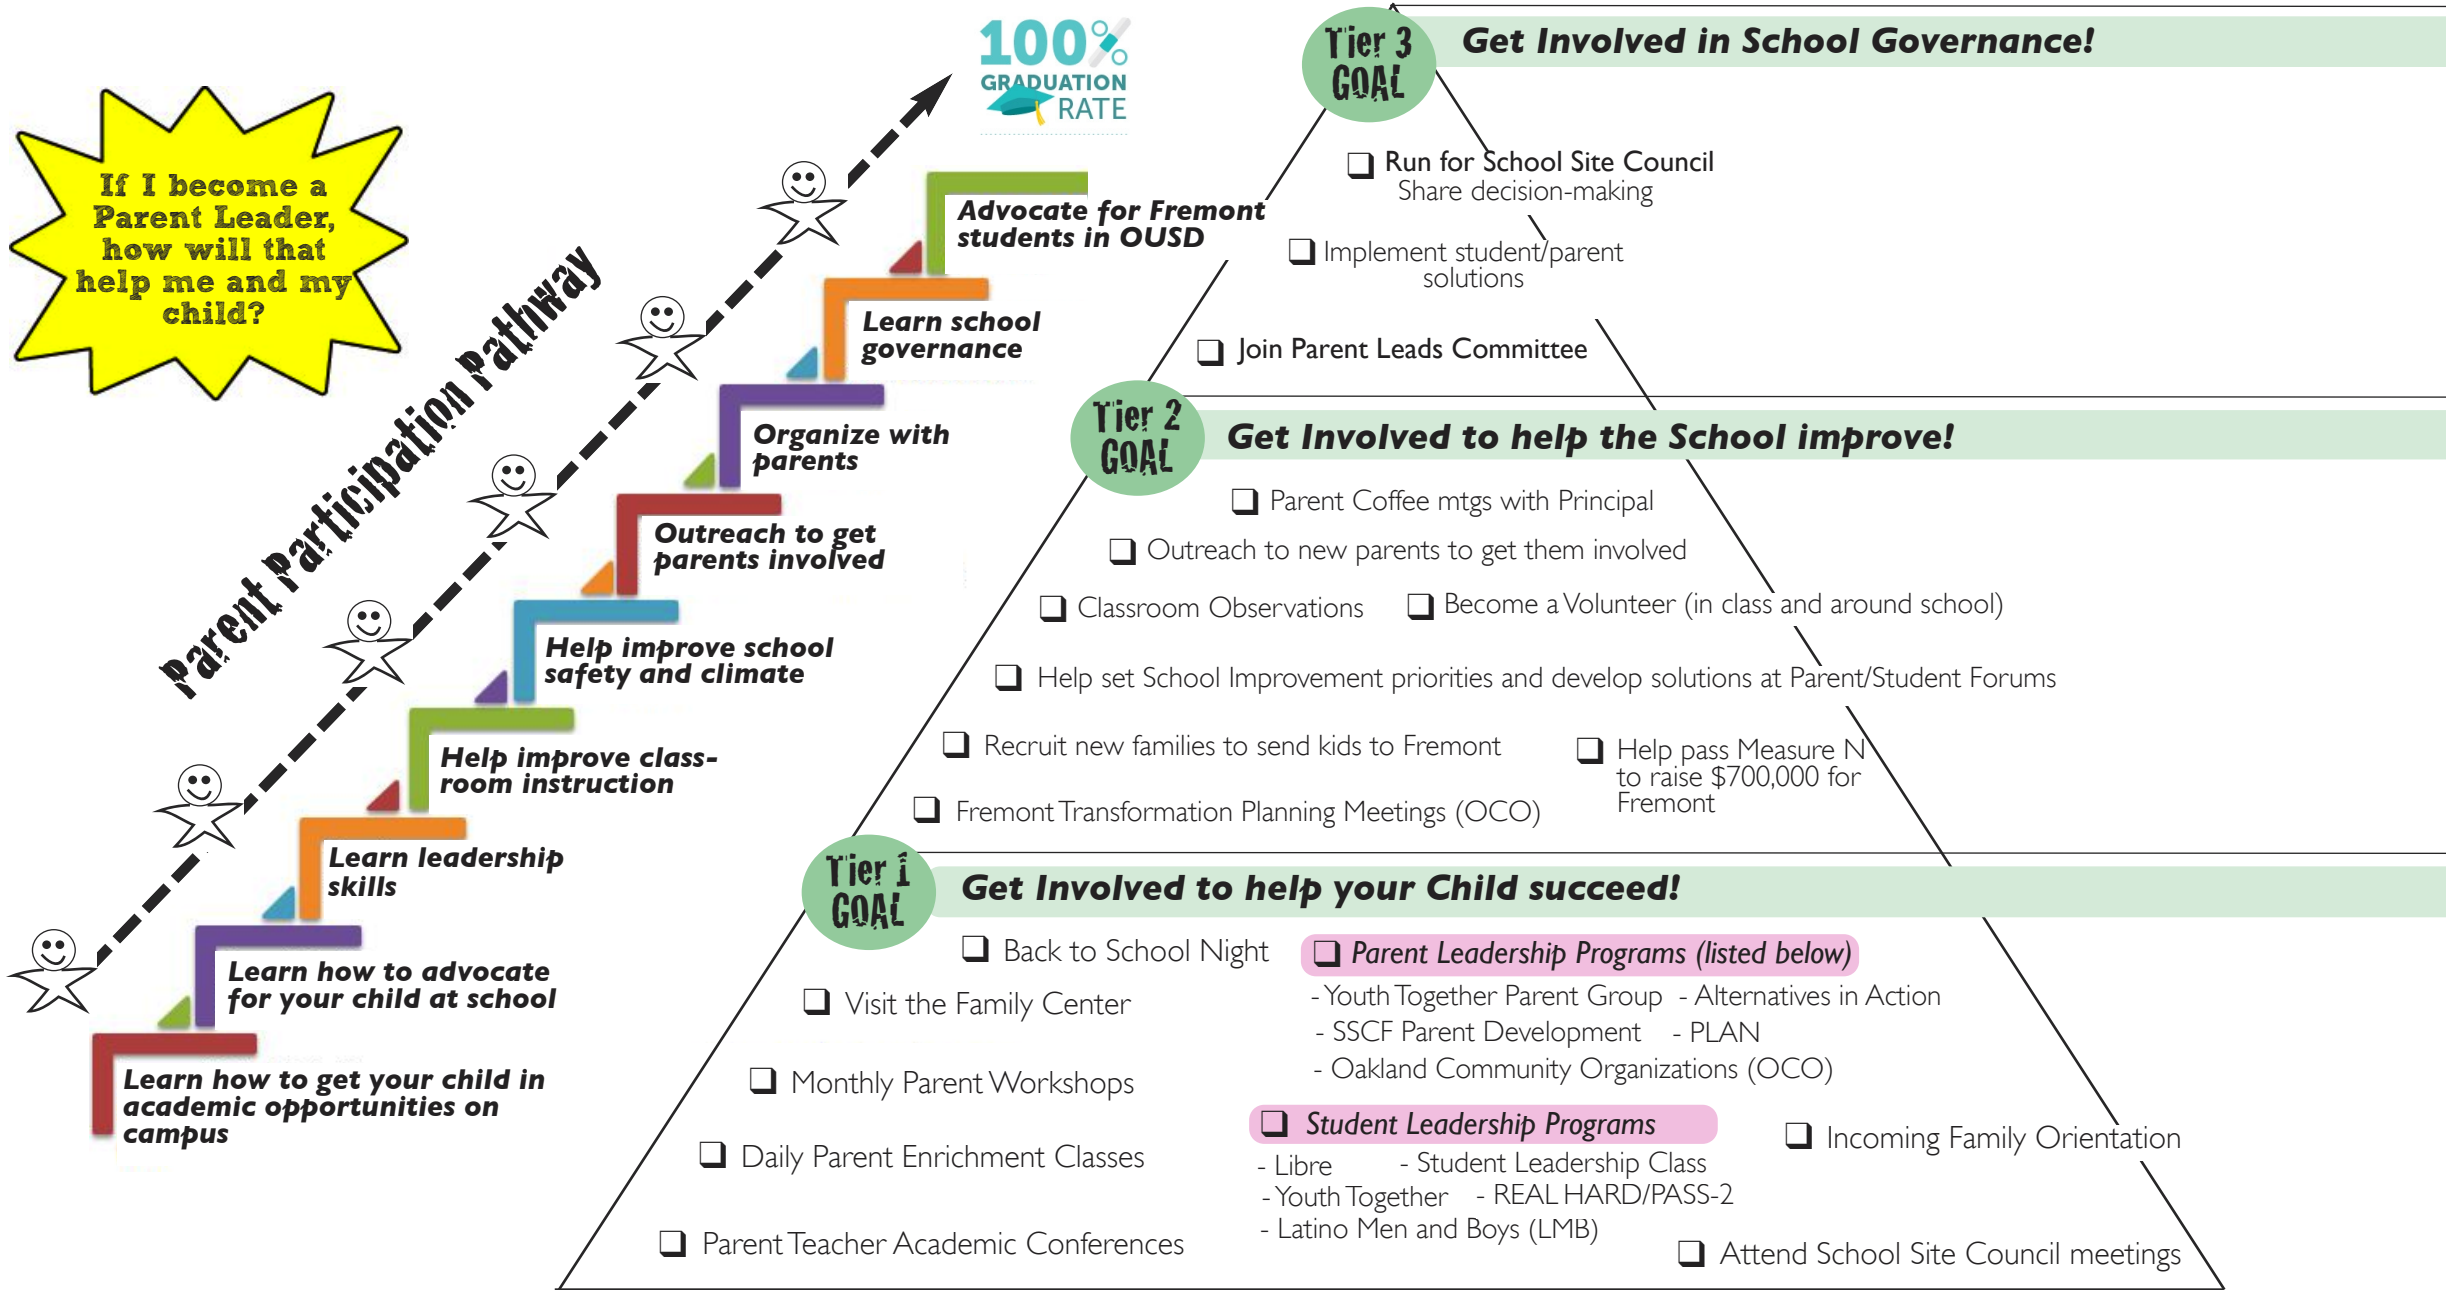 If I become a
Parent Leader,
how will that
help me and my
child?
Parent Participation Pathway
100%
GRADUATION
RATE
Advocate for Fremont
students in OUSD
Learn school
governance
Organize with
parents
Outreach to get
parents involved
Help improve school
safety and climate
Help improve class-
room instruction
Learn leadership
skills
Learn how to advocate
for your child at school
Learn how to get your child in
academic opportunities on
campus
Tier 3
GOAL
Get Involved in School Governance!
❑ Run for School Site Council
Share decision-making
❑ Implement student/parent
solutions
❑ Join Parent Leads Committee
Tier 2
GOAL
Get Involved to help the School improve!
❑ Parent Coffee mtgs with Principal
❑ Outreach to new parents to get them involved
❑ Classroom Observations ❑ Become a Volunteer (in class and around school)
❑ Help set School Improvement priorities and develop solutions at Parent/Student Forums
❑ Recruit new families to send kids to Fremont
❑ Help pass Measure N
to raise $700,000 for
Fremont
❑ Fremont Transformation Planning Meetings (OCO)
Tier 1
GOAL
Get Involved to help your Child succeed!
❑ Back to School Night
❑ Visit the Family Center
❑ Monthly Parent Workshops
❑ Daily Parent Enrichment Classes
❑ Parent Teacher Academic Conferences
❑ Parent Leadership Programs (listed below)
- Youth Together Parent Group - Alternatives in Action
- SSCF Parent Development - PLAN
- Oakland Community Organizations (OCO)
❑ Student Leadership Programs
- Libre - Student Leadership Class
- Youth Together - REAL HARD/PASS-2
- Latino Men and Boys (LMB)
❑ Incoming Family Orientation
❑ Attend School Site Council meetings